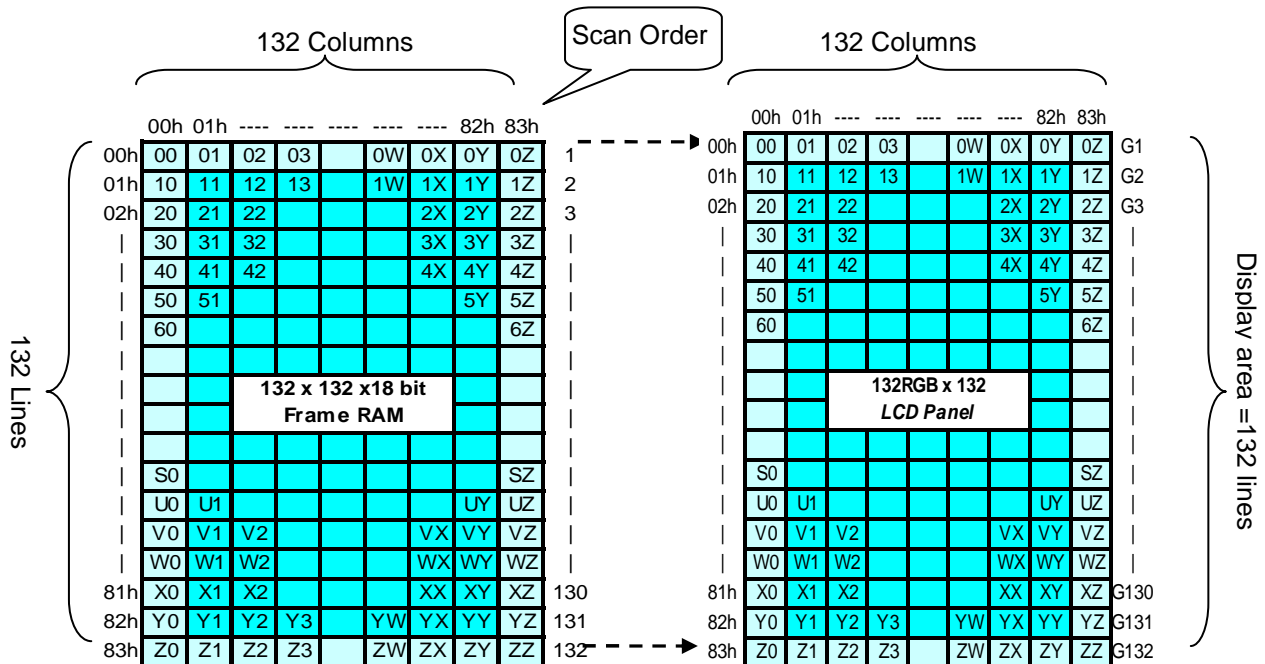 132 Columns
Scan Order
132 Columns
00h 01h ---- ---- ---- ---- ---- 82h 83h
00h 00 01 02 03 0W 0X 0Y 0Z 1
01h 10 11 12 13 1W 1X 1Y 1Z 2
02h 20 21 22 2X 2Y 2Z 3
30 31 32 3X 3Y 3Z
40 41 42 4X 4Y 4Z
50 51 5Y 5Z
60 6Z
132 x 132 x18 bit
Frame RAM
S0 SZ
U0 U1 UY UZ
V0 V1 V2 VX VY VZ
W0 W1 W2 WX WY WZ
81h X0 X1 X2 XX XY XZ 130
82h Y0 Y1 Y2 Y3 YW YX YY YZ 131
83h Z0 Z1 Z2 Z3 ZW ZX ZY ZZ 132
132 Lines
00h 01h ---- ---- ---- ---- ---- 82h 83h
00h 00 01 02 03 0W 0X 0Y 0Z G1
01h 10 11 12 13 1W 1X 1Y 1Z G2
02h 20 21 22 2X 2Y 2Z G3
30 31 32 3X 3Y 3Z
40 41 42 4X 4Y 4Z
50 51 5Y 5Z
60 6Z
132RGB x 132
LCD Panel
S0 SZ
U0 U1 UY UZ
V0 V1 V2 VX VY VZ
W0 W1 W2 WX WY WZ
81h X0 X1 X2 XX XY XZ G130
82h Y0 Y1 Y2 Y3 YW YX YY YZ G131
83h Z0 Z1 Z2 Z3 ZW ZX ZY ZZ G132
Display area =132 lines